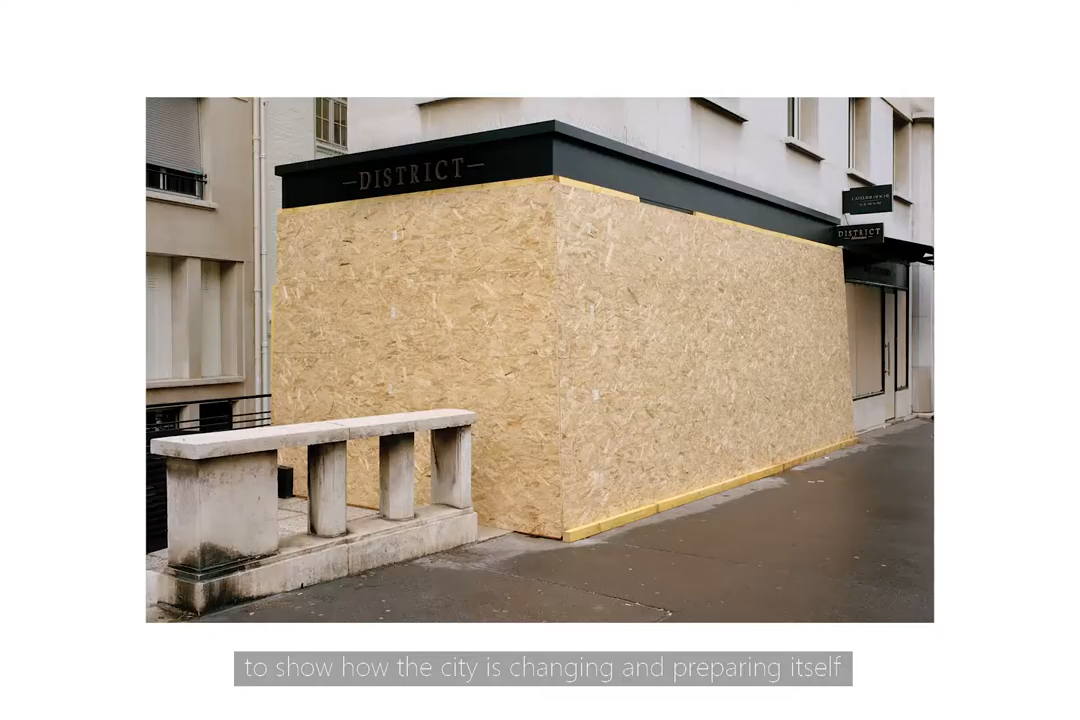 —DISTRICT—
DISTRICT
to show how the city is changing and preparing itself